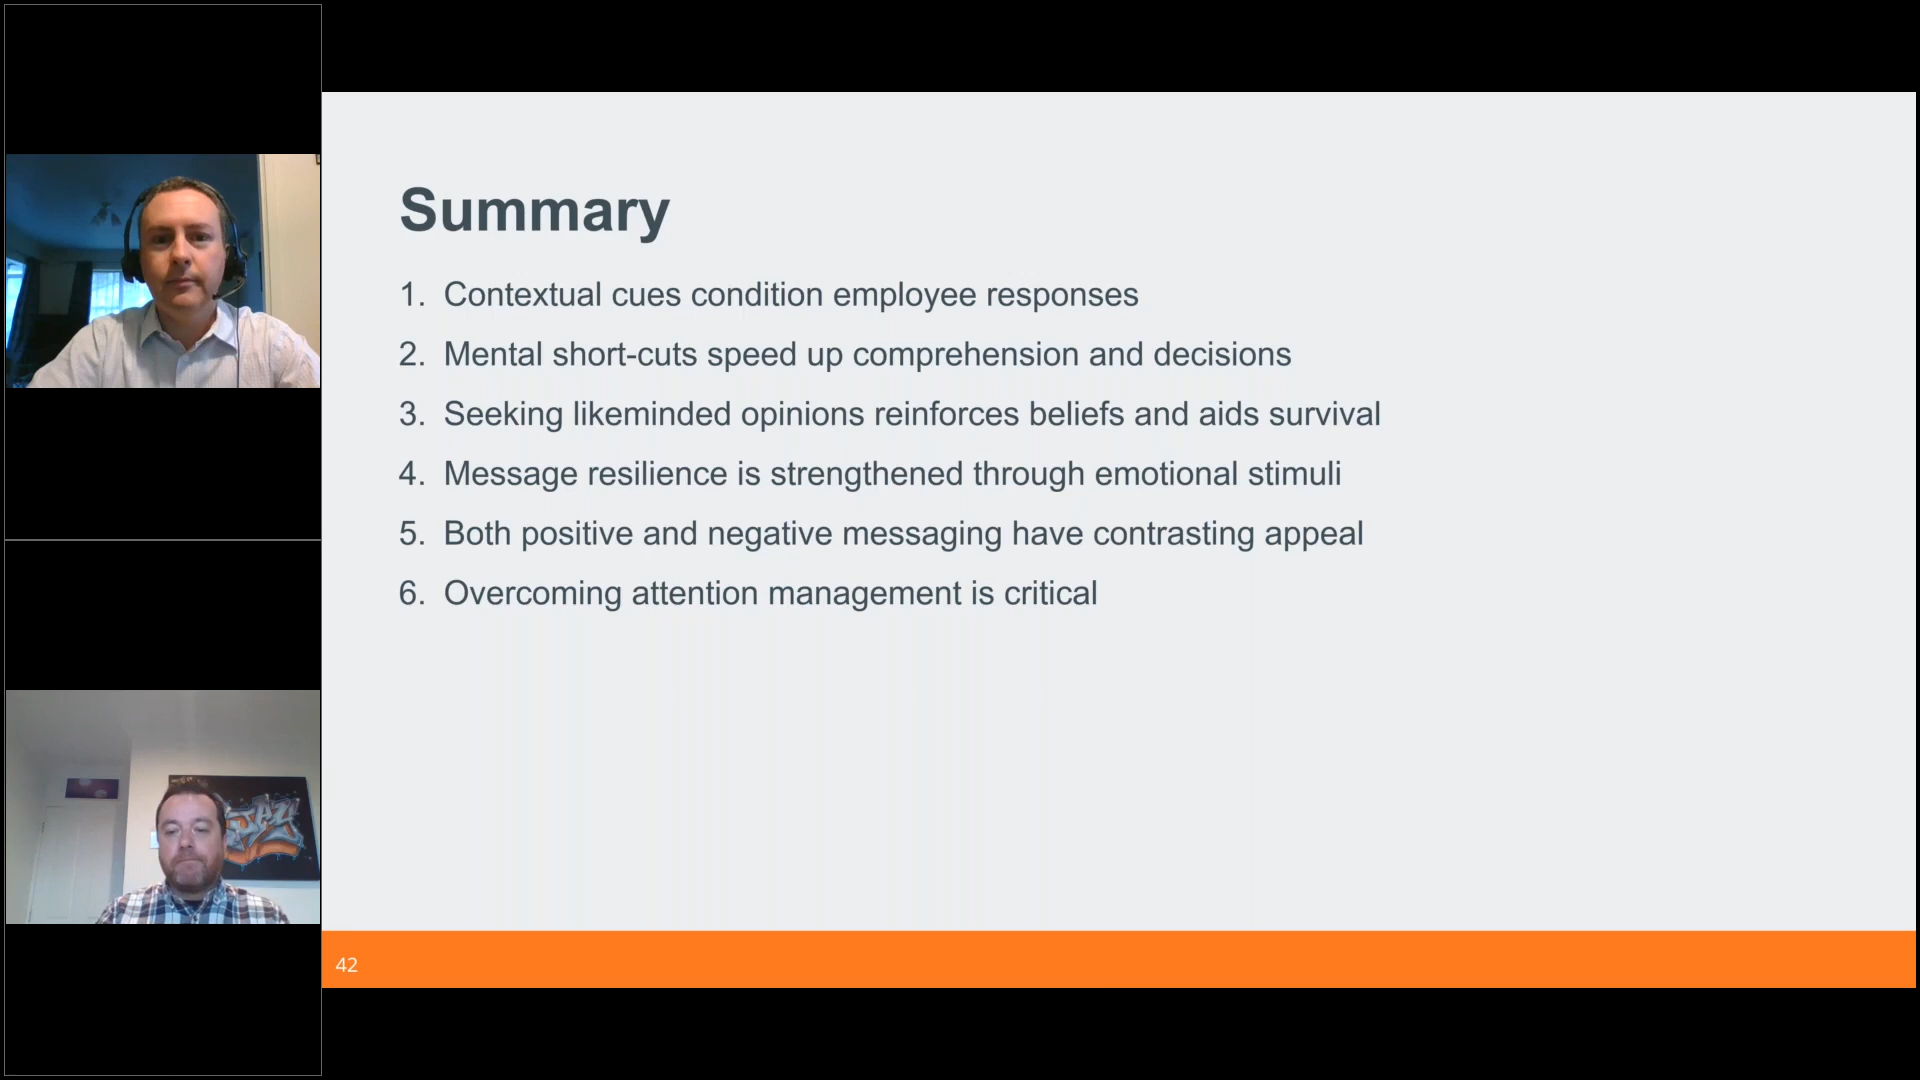 Summary
1. Contextual cues condition employee responses
2. Mental short-cuts speed up comprehension and decisions
3. Seeking likeminded opinions reinforces beliefs and aids survival
4. Message resilience is strengthened through emotional stimuli
5. Both positive and negative messaging have contrasting appeal
6. Overcoming attention management is critical
JAY
42